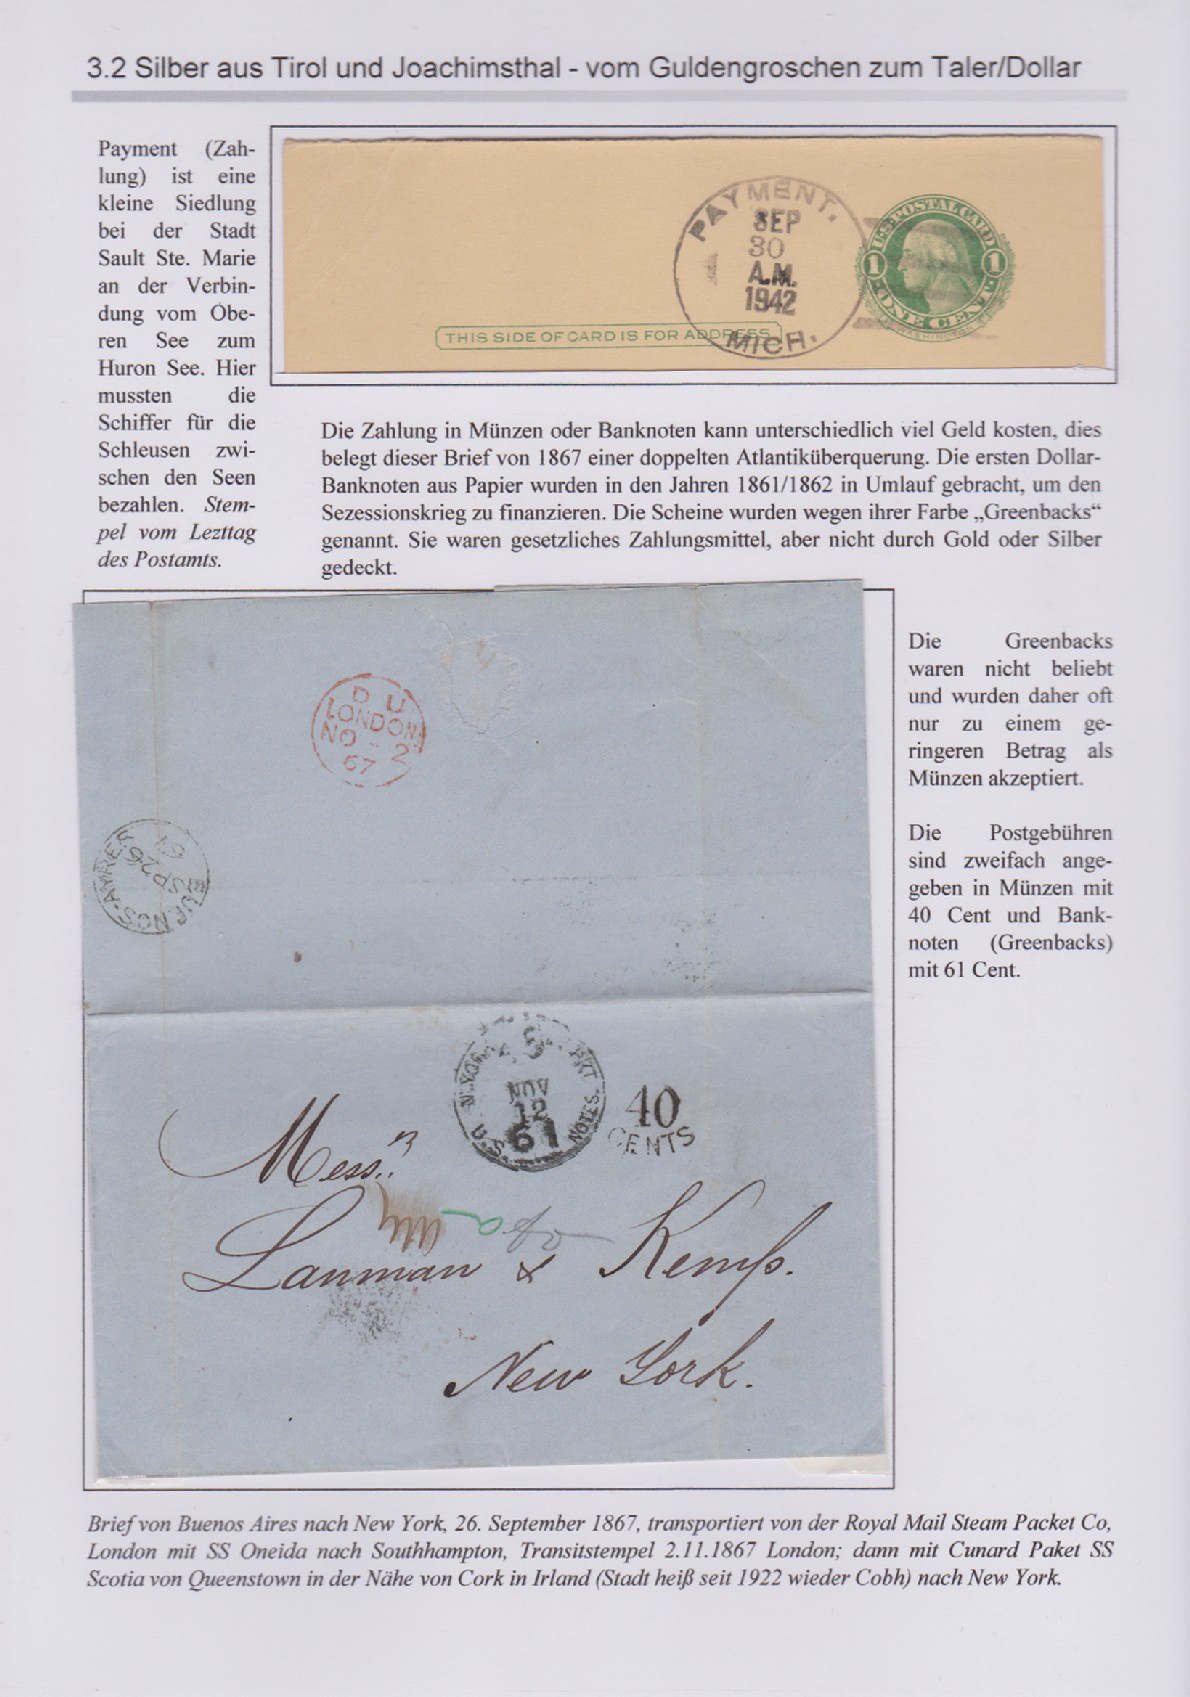 3.2 Silber aus Tirol und Joachimsthal - vom Guldengroschen zum Taler/Dollar
Payment (Zah-
lung) ist eine
kleine Siedlung
bei der Stadt
Sault Ste. Marie
an der Verbin-
dung vom Obe-
ren See zum
Huron See. Hier
mussten die
Schiffer für die
Schleusen zwi-
schen den Seen
bezahlen. Stem-
pel vom Lezttag
des Postamts.
PAYMENT.
SEP
30
A.M.
1942
MICH.
U.S. POSTAL CARD
1 1
ONE CENT
WASHINGTON
THIS SIDE OF CARD IS FOR ADDRESS
Die Zahlung in Münzen oder Banknoten kann unterschiedlich viel Geld kosten, dies
belegt dieser Brief von 1867 einer doppelten Atlantiküberquerung. Die ersten Dollar-
Banknoten aus Papier wurden in den Jahren 1861/1862 in Umlauf gebracht, um den
Sezessionskrieg zu finanzieren. Die Scheine wurden wegen ihrer Farbe „Greenbacks“
genannt. Sie waren gesetzliches Zahlungsmittel, aber nicht durch Gold oder Silber
gedeckt.
D U
LONDON
NO 2
67
BUENOS-AYRES
SP 26
67
Die Greenbacks
waren nicht beliebt
und wurden daher oft
nur zu einem ge-
ringeren Betrag als
Münzen akzeptiert.
Die Postgebühren
sind zweifach ange-
geben in Münzen mit
40 Cent und Bank-
noten (Greenbacks)
mit 61 Cent.
N. YORK PKT
NOV
12
61
U.S. NOTES.
40
CENTS
Messrs
Lanman & Kemp.
New York.
Brief von Buenos Aires nach New York, 26. September 1867, transportiert von der Royal Mail Steam Packet Co,
London mit SS Oneida nach Southhampton, Transitstempel 2.11.1867 London; dann mit Cunard Paket SS
Scotia von Queenstown in der Nähe von Cork in Irland (Stadt heiß seit 1922 wieder Cobh) nach New York.